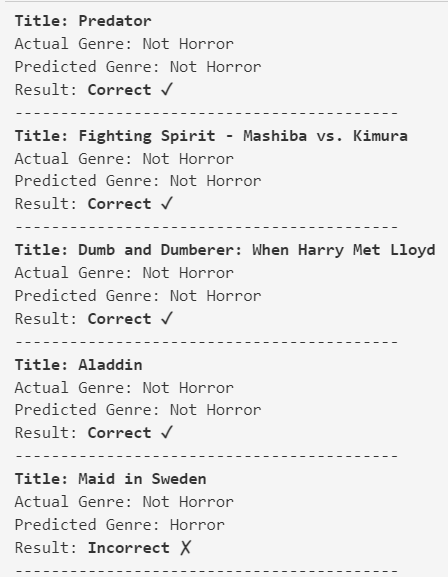 Title: Predator
Actual Genre: Not Horror
Predicted Genre: Not Horror
Result: Correct ✓
------------------------------------------
Title: Fighting Spirit - Mashiba vs. Kimura
Actual Genre: Not Horror
Predicted Genre: Not Horror
Result: Correct ✓
------------------------------------------
Title: Dumb and Dumberer: When Harry Met Lloyd
Actual Genre: Not Horror
Predicted Genre: Not Horror
Result: Correct ✓
------------------------------------------
Title: Aladdin
Actual Genre: Not Horror
Predicted Genre: Not Horror
Result: Correct ✓
------------------------------------------
Title: Maid in Sweden
Actual Genre: Not Horror
Predicted Genre: Horror
Result: Incorrect ✗
------------------------------------------